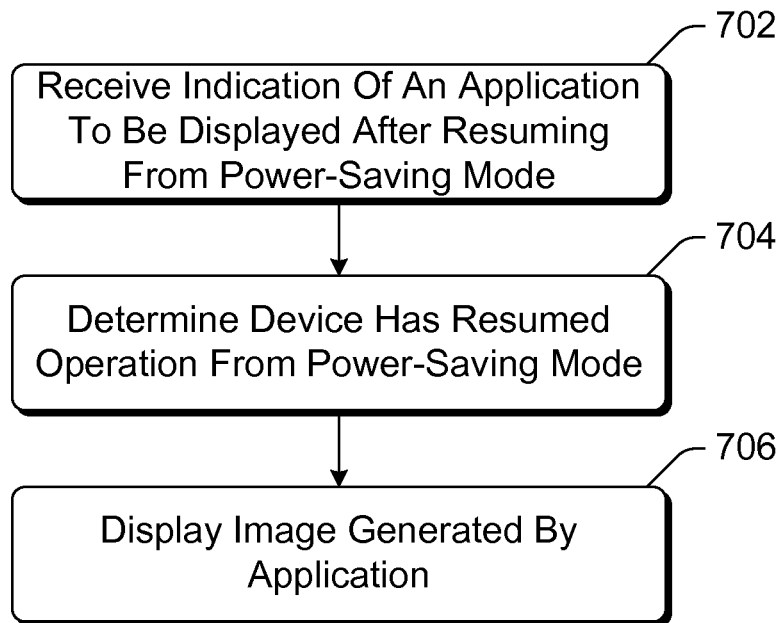 702
Receive Indication Of An Application
To Be Displayed After Resuming
From Power-Saving Mode
704
Determine Device Has Resumed
Operation From Power-Saving Mode
706
Display Image Generated By
Application